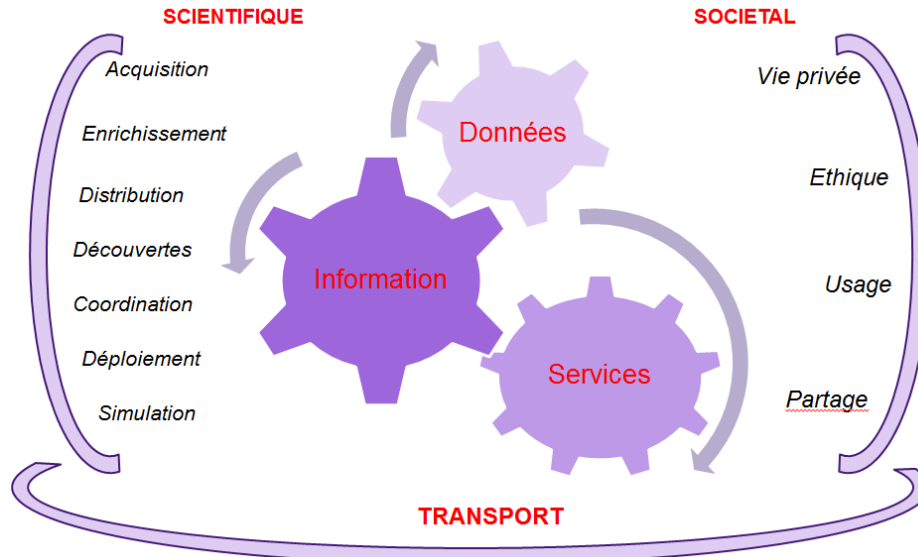 SCIENTIFIQUE
SOCIETAL
Acquisition
Enrichissement
Distribution
Découvertes
Coordination
Déploiement
Simulation
Données
Information
Services
Vie privée
Ethique
Usage
Partage
TRANSPORT